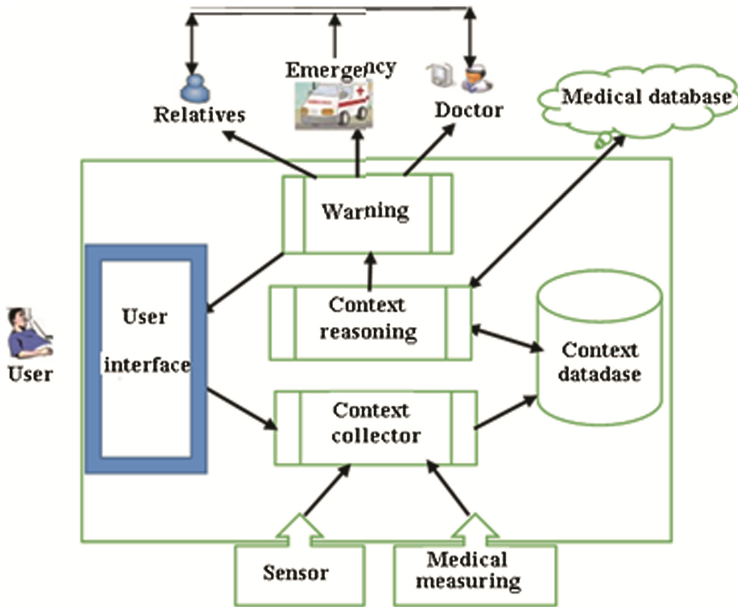 Emergency
Relatives
Doctor
Medical database
Warning
User
interface
Context
reasoning
Context
datadase
User
Context
collector
Sensor
Medical
measuring